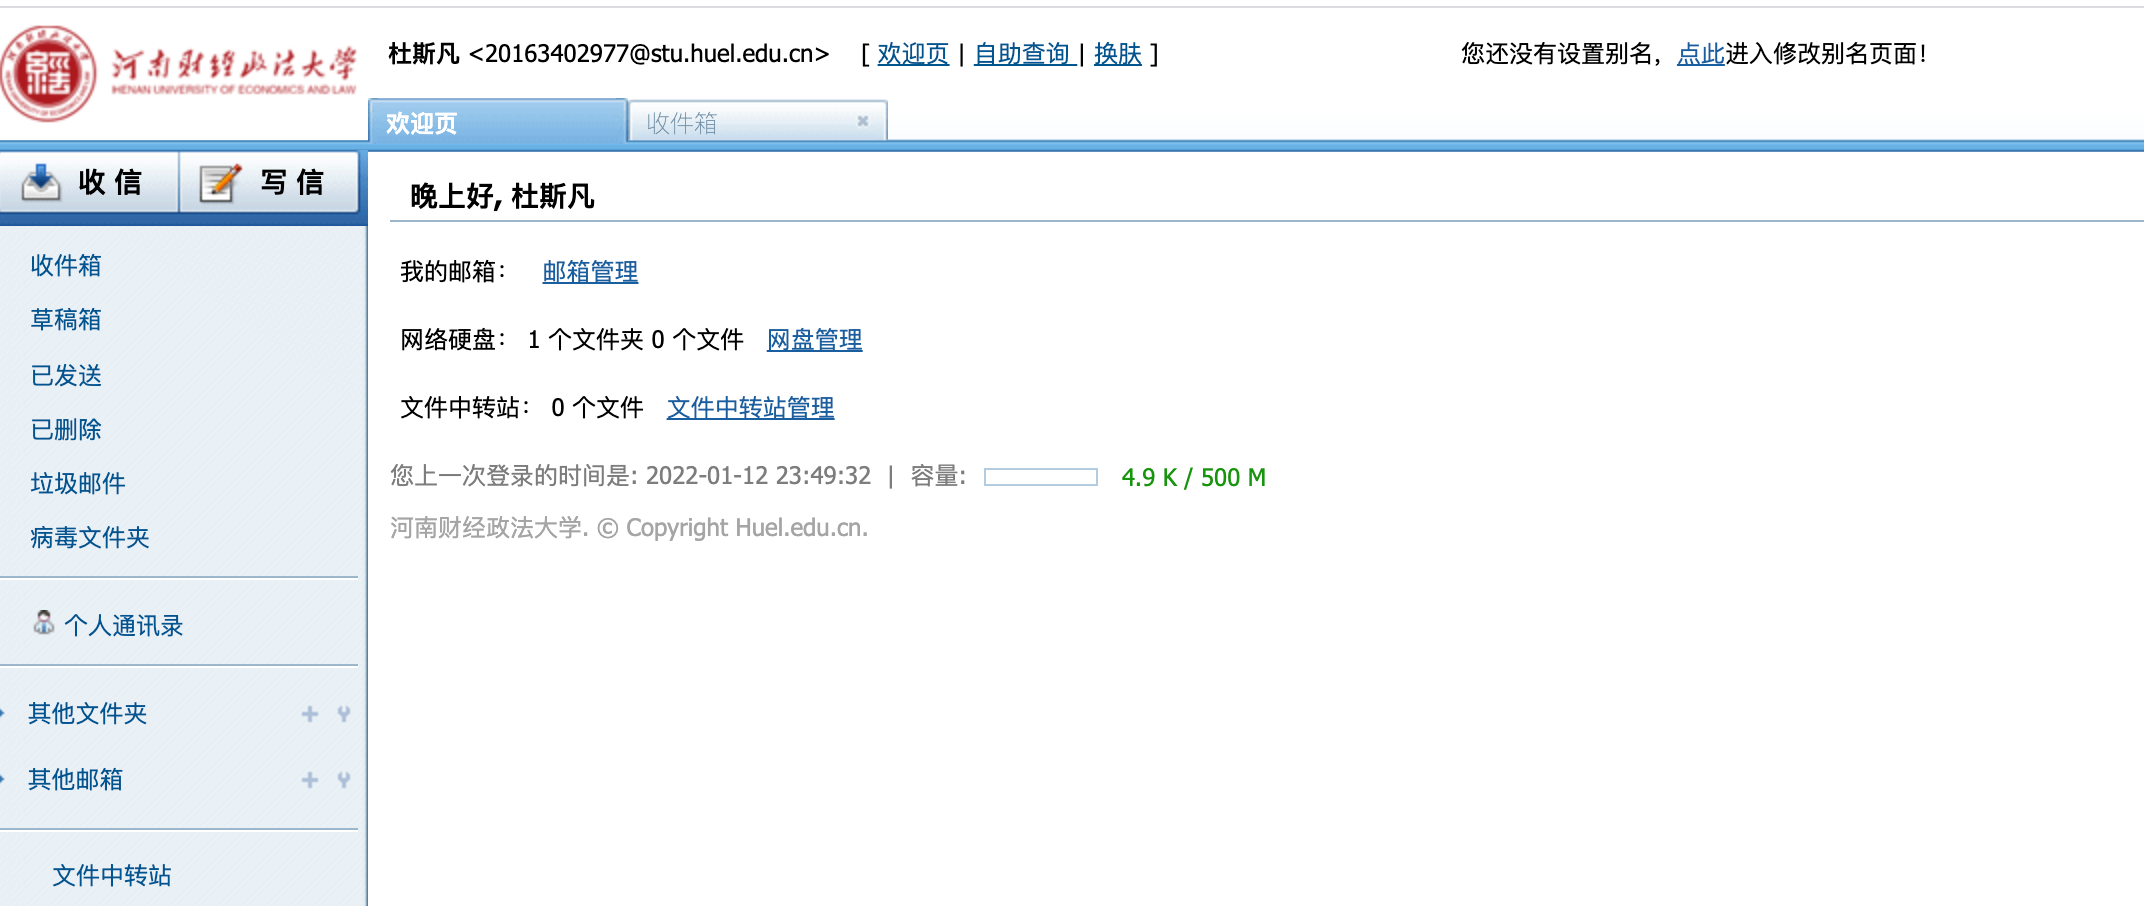 河南财经政法大学
HENAN UNIVERSITY OF ECONOMICS AND LAW
杜斯凡 <20163402977@stu.huel.edu.cn> [ 欢迎页 | 自助查询 | 换肤 ]
您还没有设置别名，点此进入修改别名页面！
欢迎页
收件箱
收 信
写 信
收件箱
草稿箱
已发送
已删除
垃圾邮件
病毒文件夹
个人通讯录
其他文件夹
其他邮箱
文件中转站
晚上好, 杜斯凡
我的邮箱： 邮箱管理
网络硬盘： 1 个文件夹 0 个文件 网盘管理
文件中转站： 0 个文件 文件中转站管理
您上一次登录的时间是: 2022-01-12 23:49:32 | 容量: 4.9 K / 500 M
河南财经政法大学. © Copyright Huel.edu.cn.